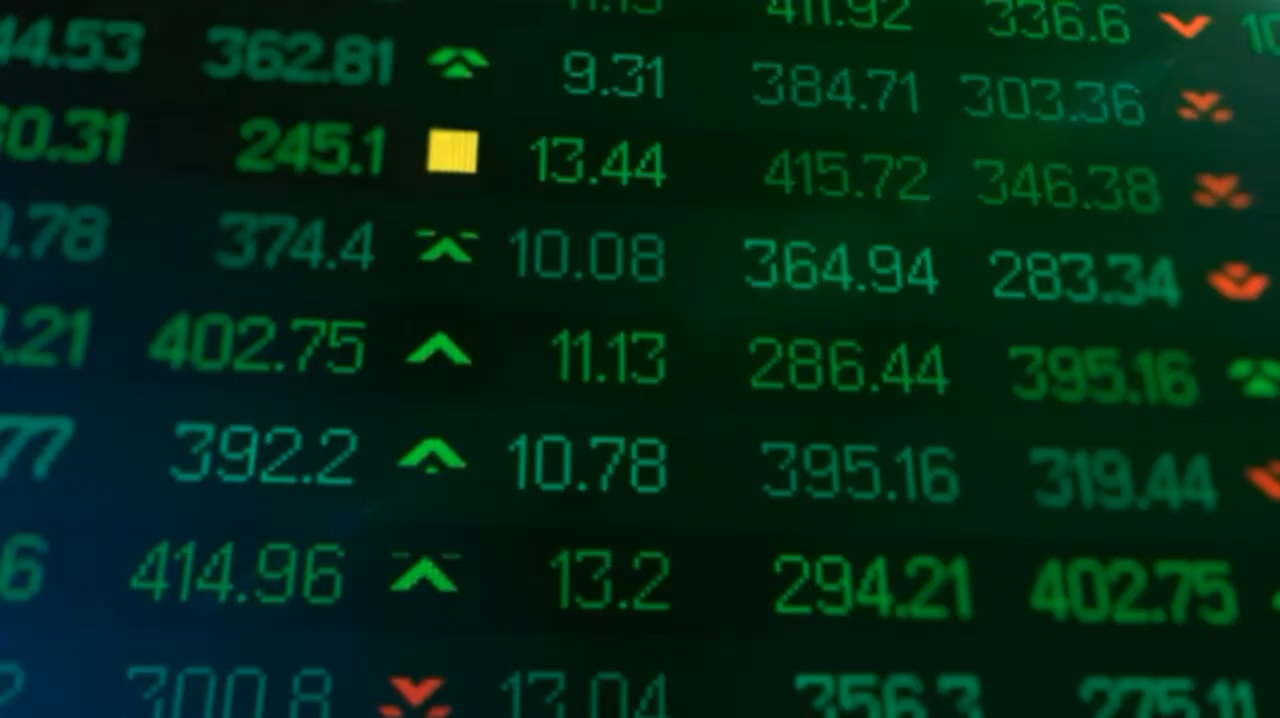 11.13 411.92 336.6
44.53 362.81 9.31 384.71 303.36
0.31 245.1 13.44 415.72 346.38
.78 374.4 10.08 364.94 283.34
.21 402.75 11.13 286.44 395.16
77 392.2 10.78 395.16 319.44
6 414.96 13.2 294.21 402.75
300.8 13.04 356.3 275.11